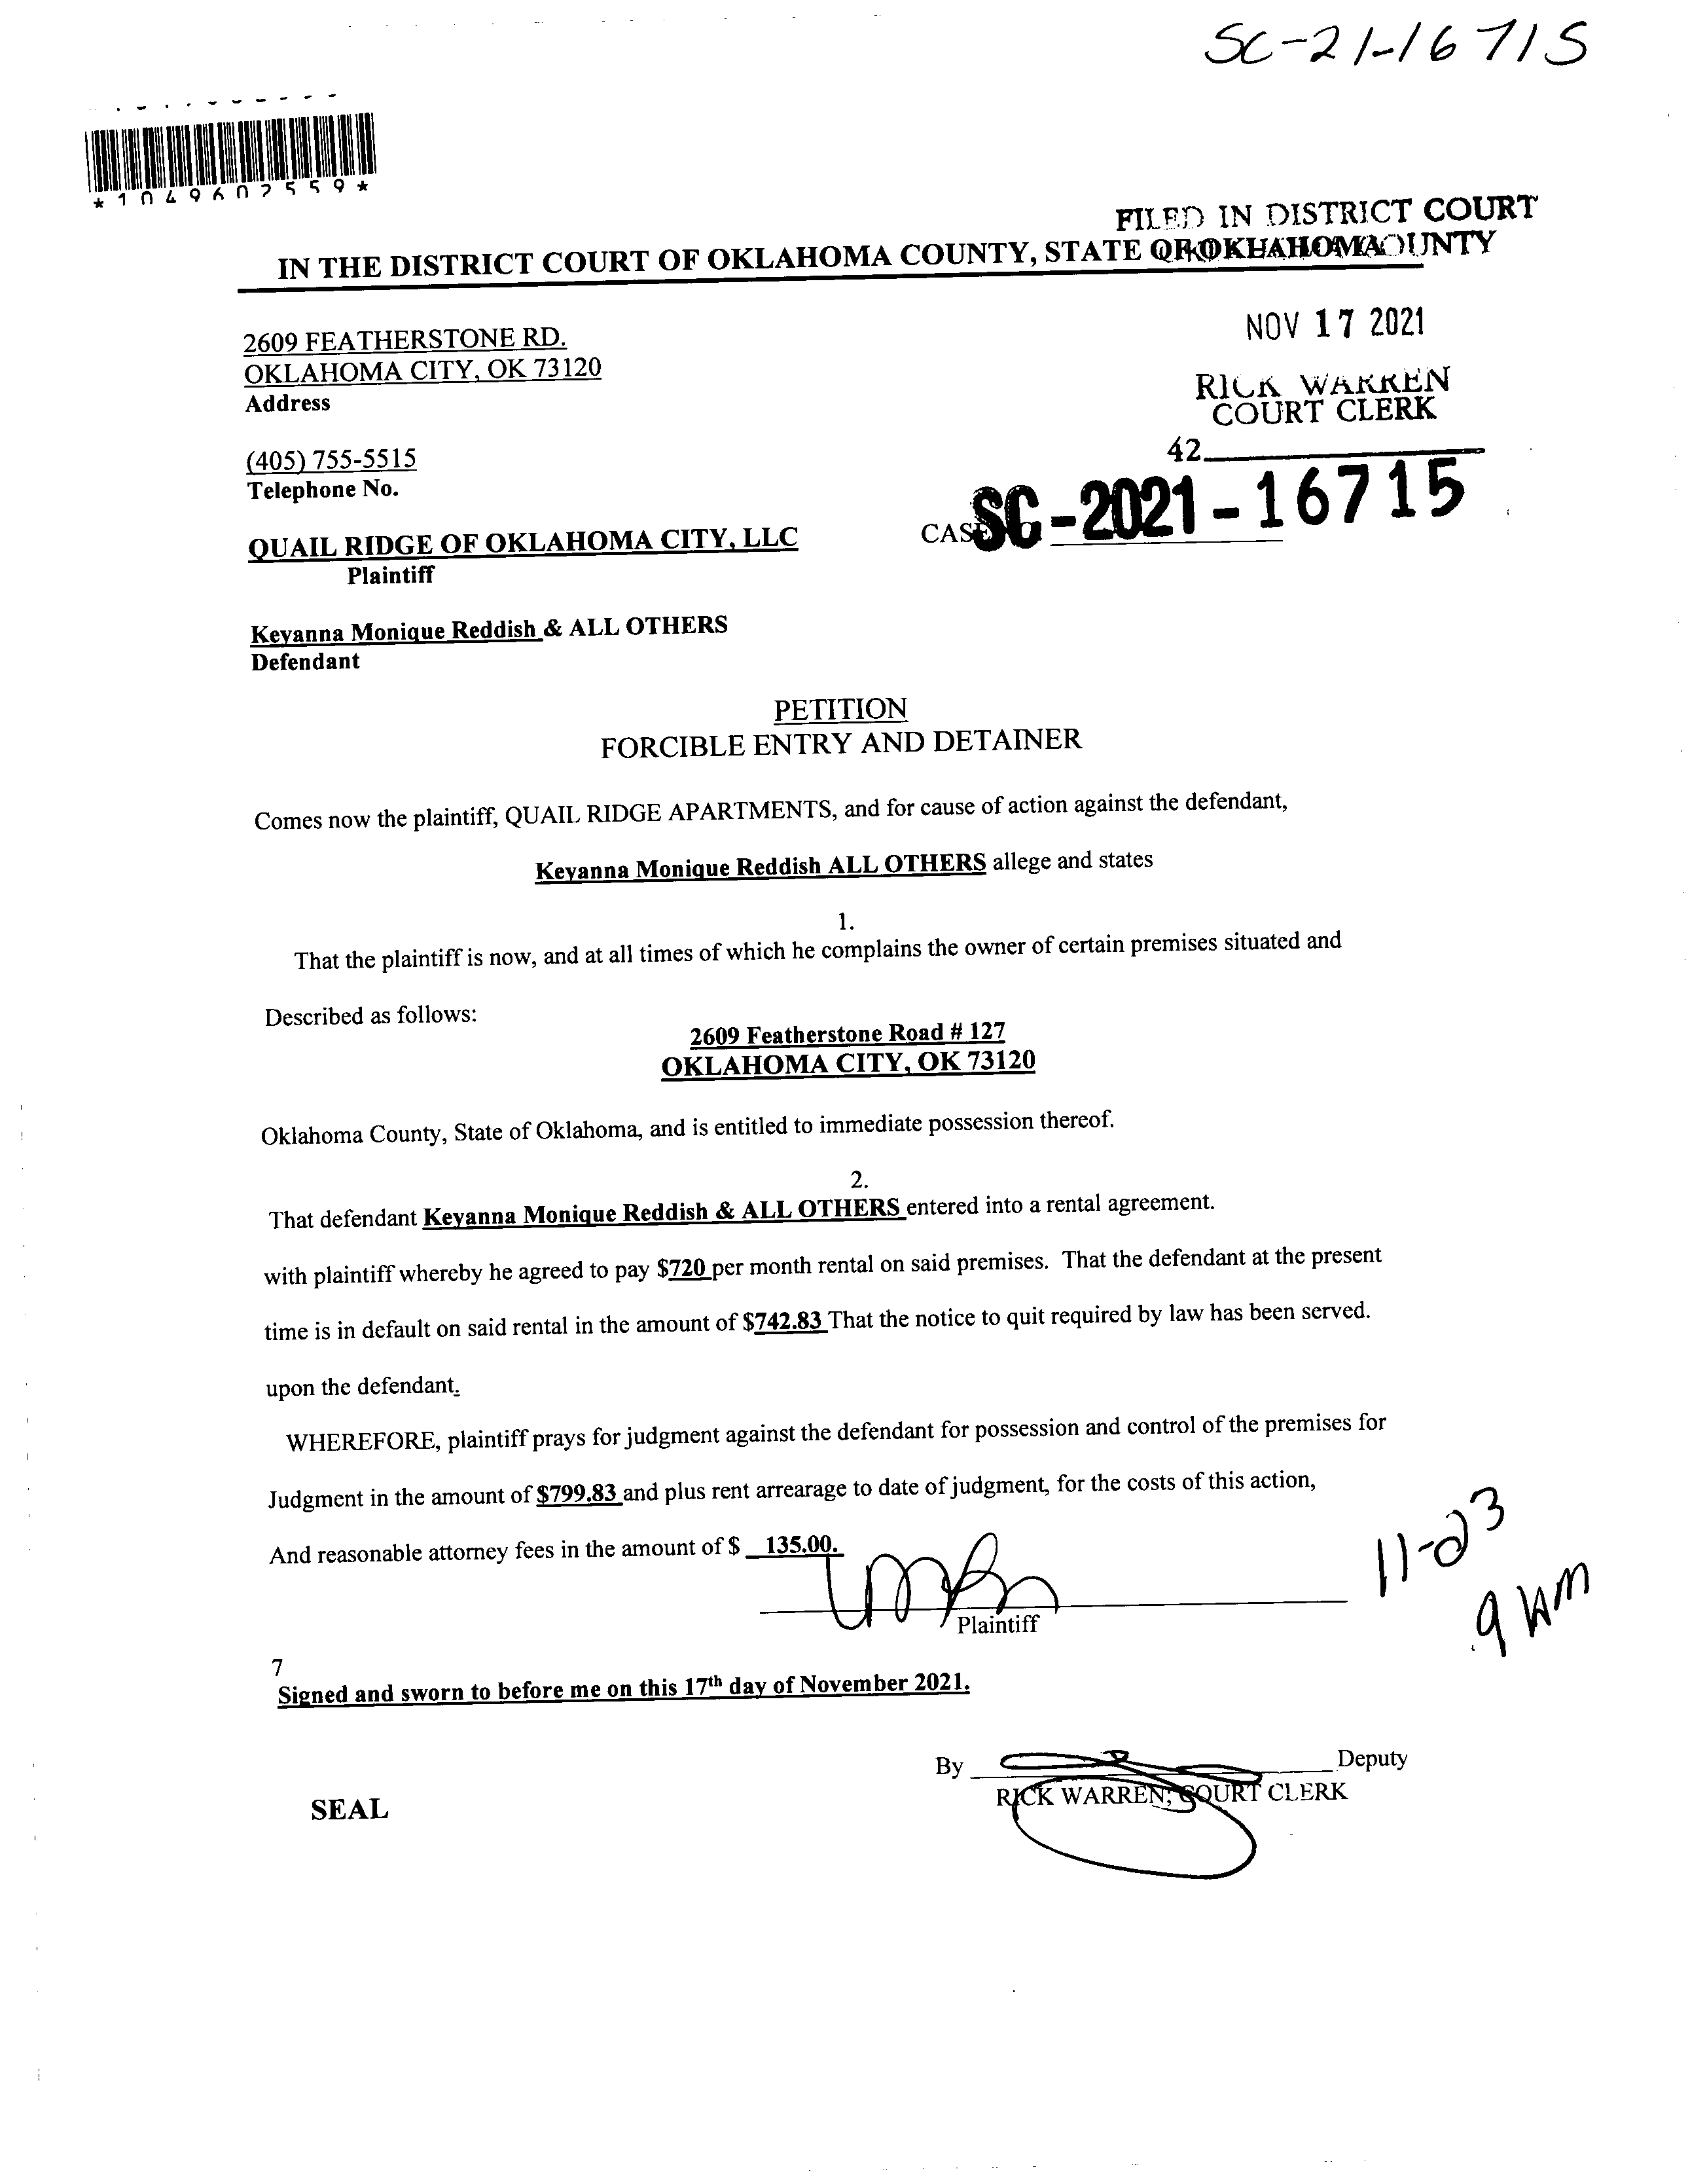 SC-21-16715
*1049602559*
FILED IN DISTRICT COURT
OKLAHOMA COUNTY
IN THE DISTRICT COURT OF OKLAHOMA COUNTY, STATE OF OKLAHOMA
2609 FEATHERSTONE RD.
OKLAHOMA CITY, OK 73120
Address
NOV 17 2021
RICK WARREN
COURT CLERK
42
(405) 755-5515
Telephone No.
SC-2021-16715
QUAIL RIDGE OF OKLAHOMA CITY, LLC
Plaintiff
Keyanna Monique Reddish & ALL OTHERS
Defendant
PETITION
FORCIBLE ENTRY AND DETAINER
Comes now the plaintiff, QUAIL RIDGE APARTMENTS, and for cause of action against the defendant,
Keyanna Monique Reddish ALL OTHERS allege and states
1.
That the plaintiff is now, and at all times of which he complains the owner of certain premises situated and
Described as follows:
2609 Featherstone Road # 127
OKLAHOMA CITY, OK 73120
Oklahoma County, State of Oklahoma, and is entitled to immediate possession thereof.
2.
That defendant Keyanna Monique Reddish & ALL OTHERS entered into a rental agreement.
with plaintiff whereby he agreed to pay $720 per month rental on said premises. That the defendant at the present
time is in default on said rental in the amount of $742.83 That the notice to quit required by law has been served.
upon the defendant.
WHEREFORE, plaintiff prays for judgment against the defendant for possession and control of the premises for
Judgment in the amount of $799.83 and plus rent arrearage to date of judgment, for the costs of this action,
And reasonable attorney fees in the amount of $ 135.00.
11-23
9 AM
Plaintiff
7
Signed and sworn to before me on this 17th day of November 2021.
By Deputy
RICK WARREN, COURT CLERK
SEAL